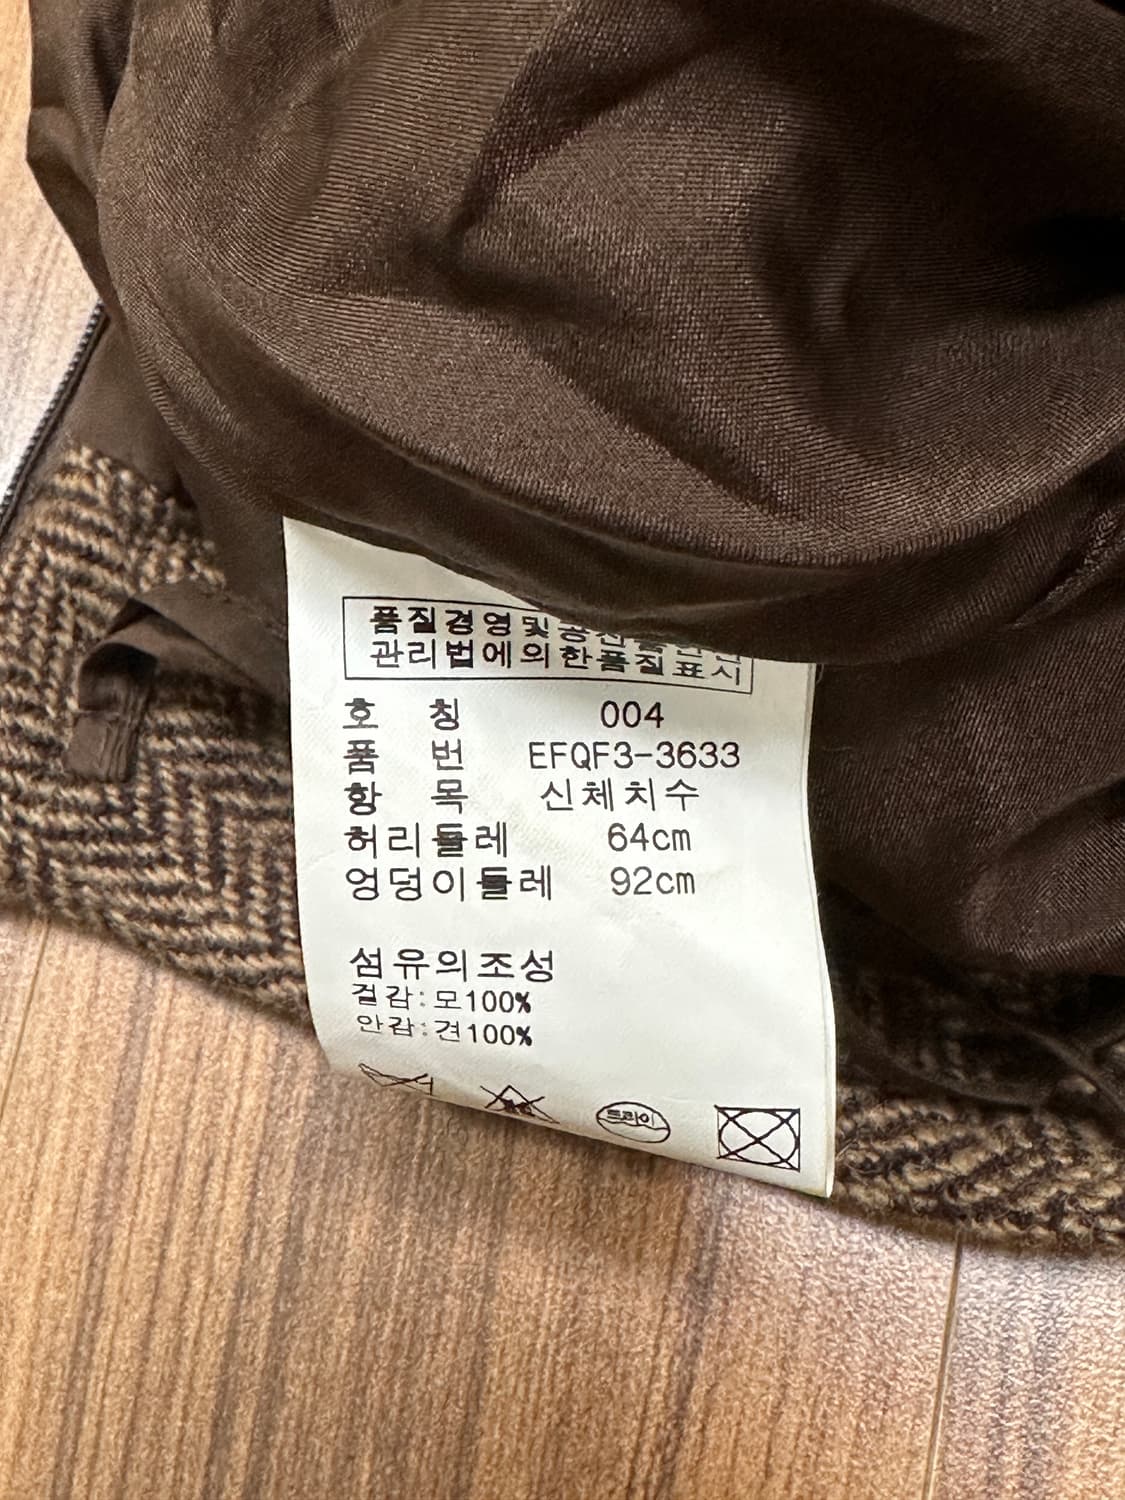 품질경영및공산품안전
관리법에의한품질표시
호 칭 004
품 번 EFQF3-3633
항 목 신체치수
허리둘레 64cm
엉덩이둘레 92cm
섬유의조성
겉감:모100%
안감:견100%
드라이